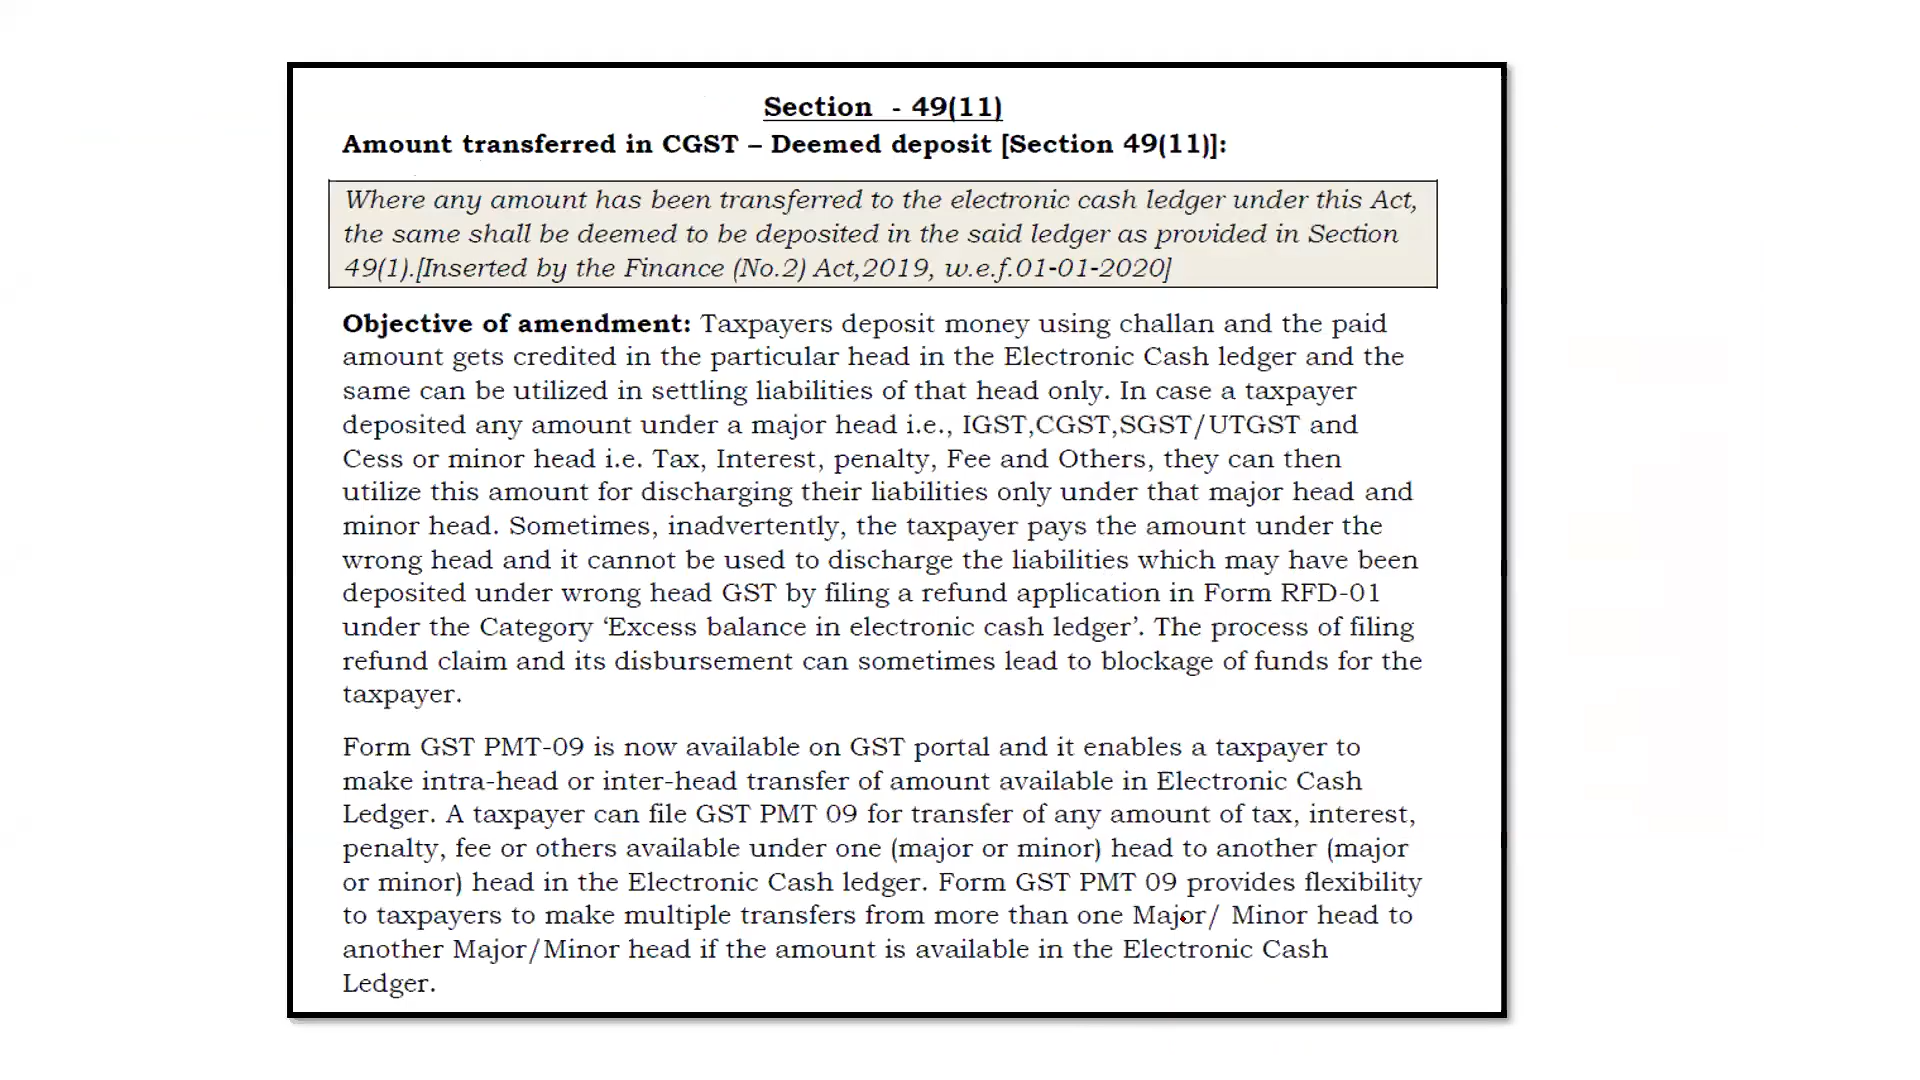 Section - 49(11)
Amount transferred in CGST – Deemed deposit [Section 49(11)]:
Where any amount has been transferred to the electronic cash ledger under this Act,
the same shall be deemed to be deposited in the said ledger as provided in Section
49(1).[Inserted by the Finance (No.2) Act,2019, w.e.f.01-01-2020]
Objective of amendment: Taxpayers deposit money using challan and the paid
amount gets credited in the particular head in the Electronic Cash ledger and the
same can be utilized in settling liabilities of that head only. In case a taxpayer
deposited any amount under a major head i.e., IGST,CGST,SGST/UTGST and
Cess or minor head i.e. Tax, Interest, penalty, Fee and Others, they can then
utilize this amount for discharging their liabilities only under that major head and
minor head. Sometimes, inadvertently, the taxpayer pays the amount under the
wrong head and it cannot be used to discharge the liabilities which may have been
deposited under wrong head GST by filing a refund application in Form RFD-01
under the Category ‘Excess balance in electronic cash ledger’. The process of filing
refund claim and its disbursement can sometimes lead to blockage of funds for the
taxpayer.
Form GST PMT-09 is now available on GST portal and it enables a taxpayer to
make intra-head or inter-head transfer of amount available in Electronic Cash
Ledger. A taxpayer can file GST PMT 09 for transfer of any amount of tax, interest,
penalty, fee or others available under one (major or minor) head to another (major
or minor) head in the Electronic Cash ledger. Form GST PMT 09 provides flexibility
to taxpayers to make multiple transfers from more than one Major/ Minor head to
another Major/Minor head if the amount is available in the Electronic Cash
Ledger.